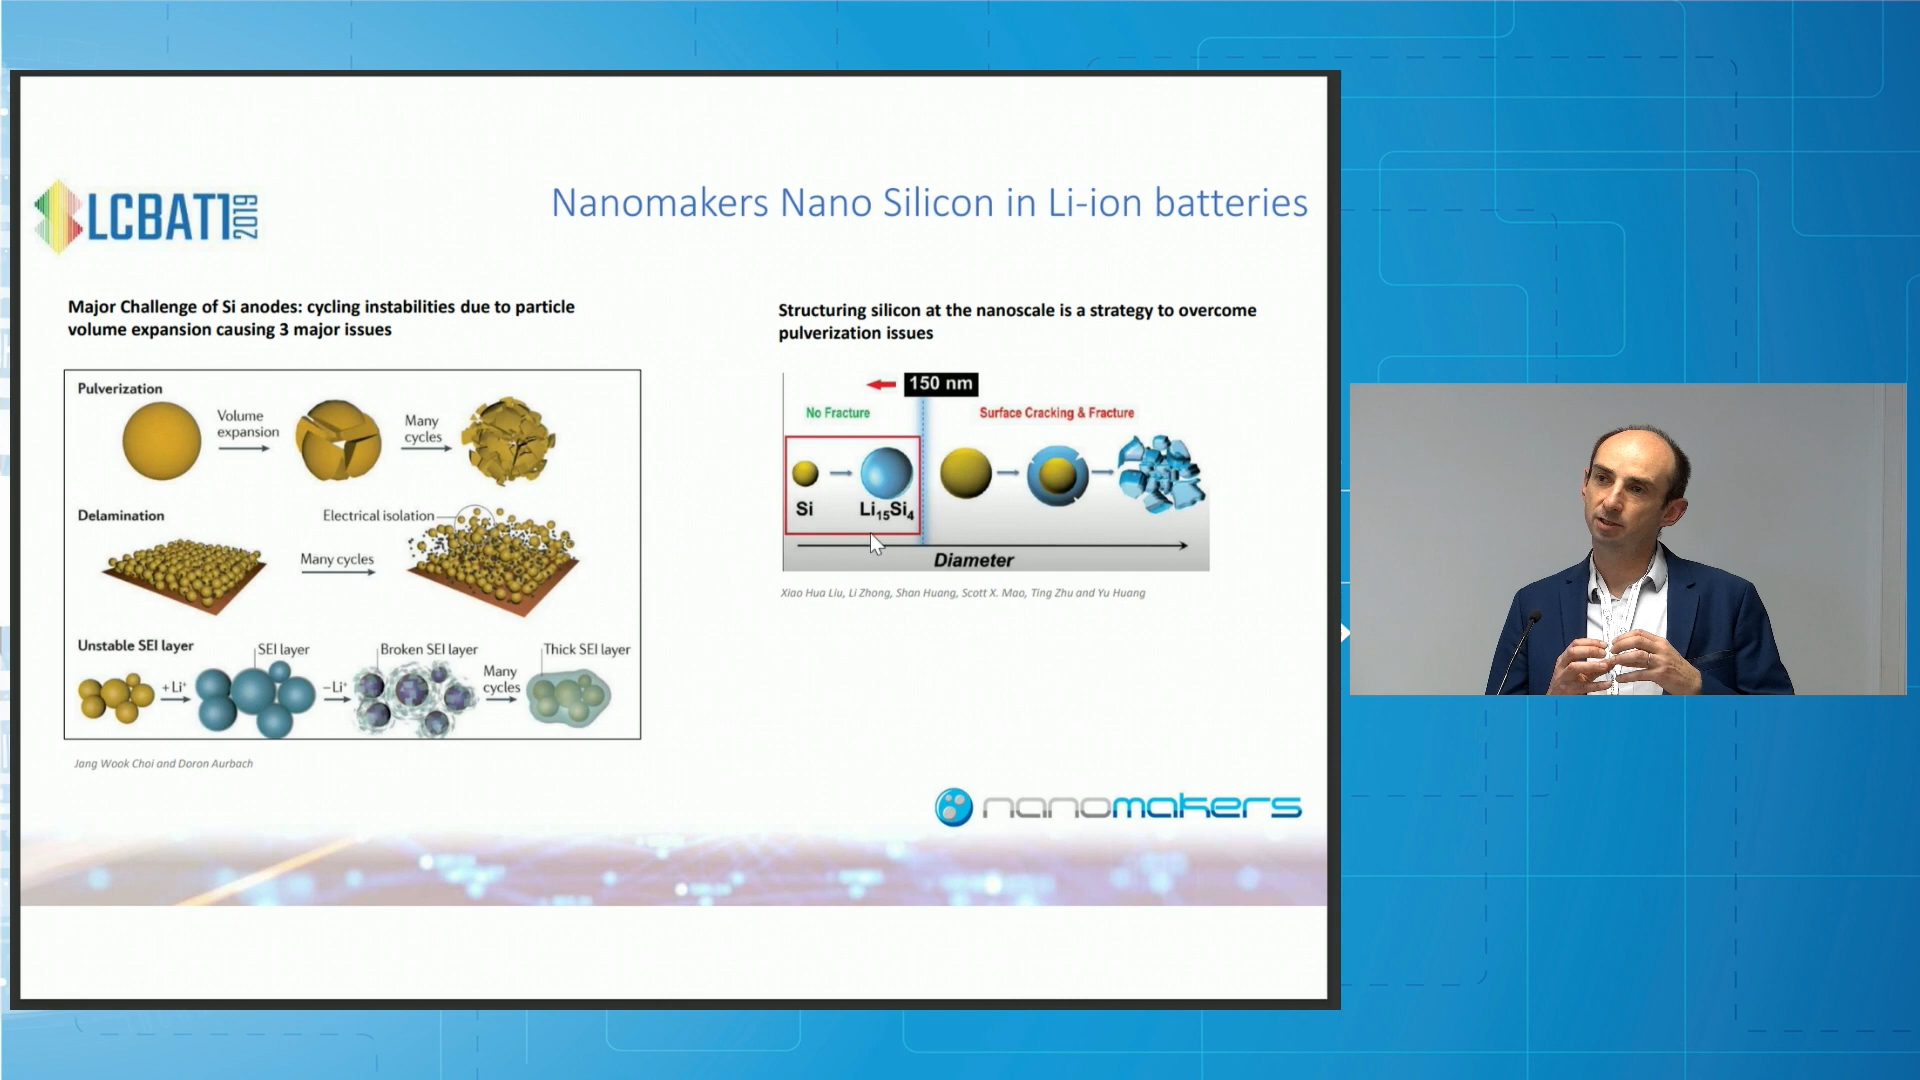 LCBAT1 2019
Nanomakers Nano Silicon in Li-ion batteries
Major Challenge of Si anodes: cycling instabilities due to particle
volume expansion causing 3 major issues
Pulverization
Volume
expansion
Many
cycles
Delamination
Electrical isolation
Many cycles
Unstable SEI layer
SEI layer
Broken SEI layer
Thick SEI layer
+Li⁺
–Li⁺
Many
cycles
Jang Wook Choi and Doron Aurbach
Structuring silicon at the nanoscale is a strategy to overcome
pulverization issues
150 nm
No Fracture
Surface Cracking & Fracture
Si
Li₁₅Si₄
Diameter
Xiao Hua Liu, Li Zhong, Shan Huang, Scott X. Mao, Ting Zhu and Yu Huang
nanomakers